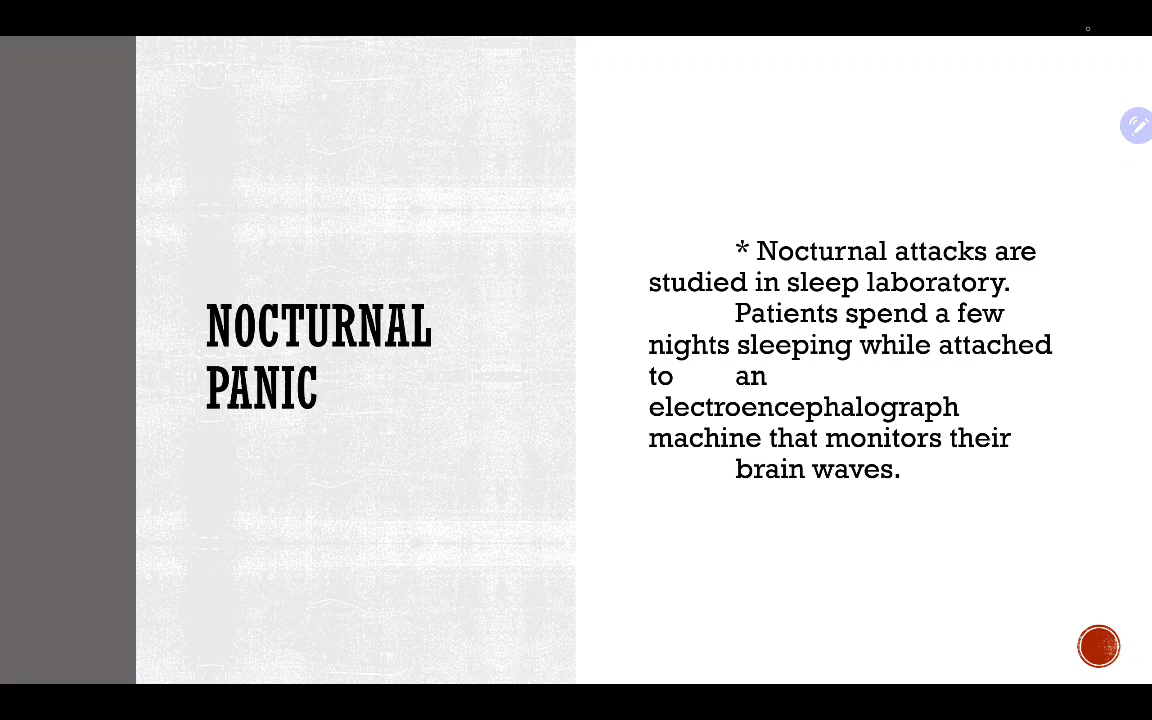 NOCTURNAL
PANIC
* Nocturnal attacks are
studied in sleep laboratory.
Patients spend a few
nights sleeping while attached
to an
electroencephalograph
machine that monitors their
brain waves.